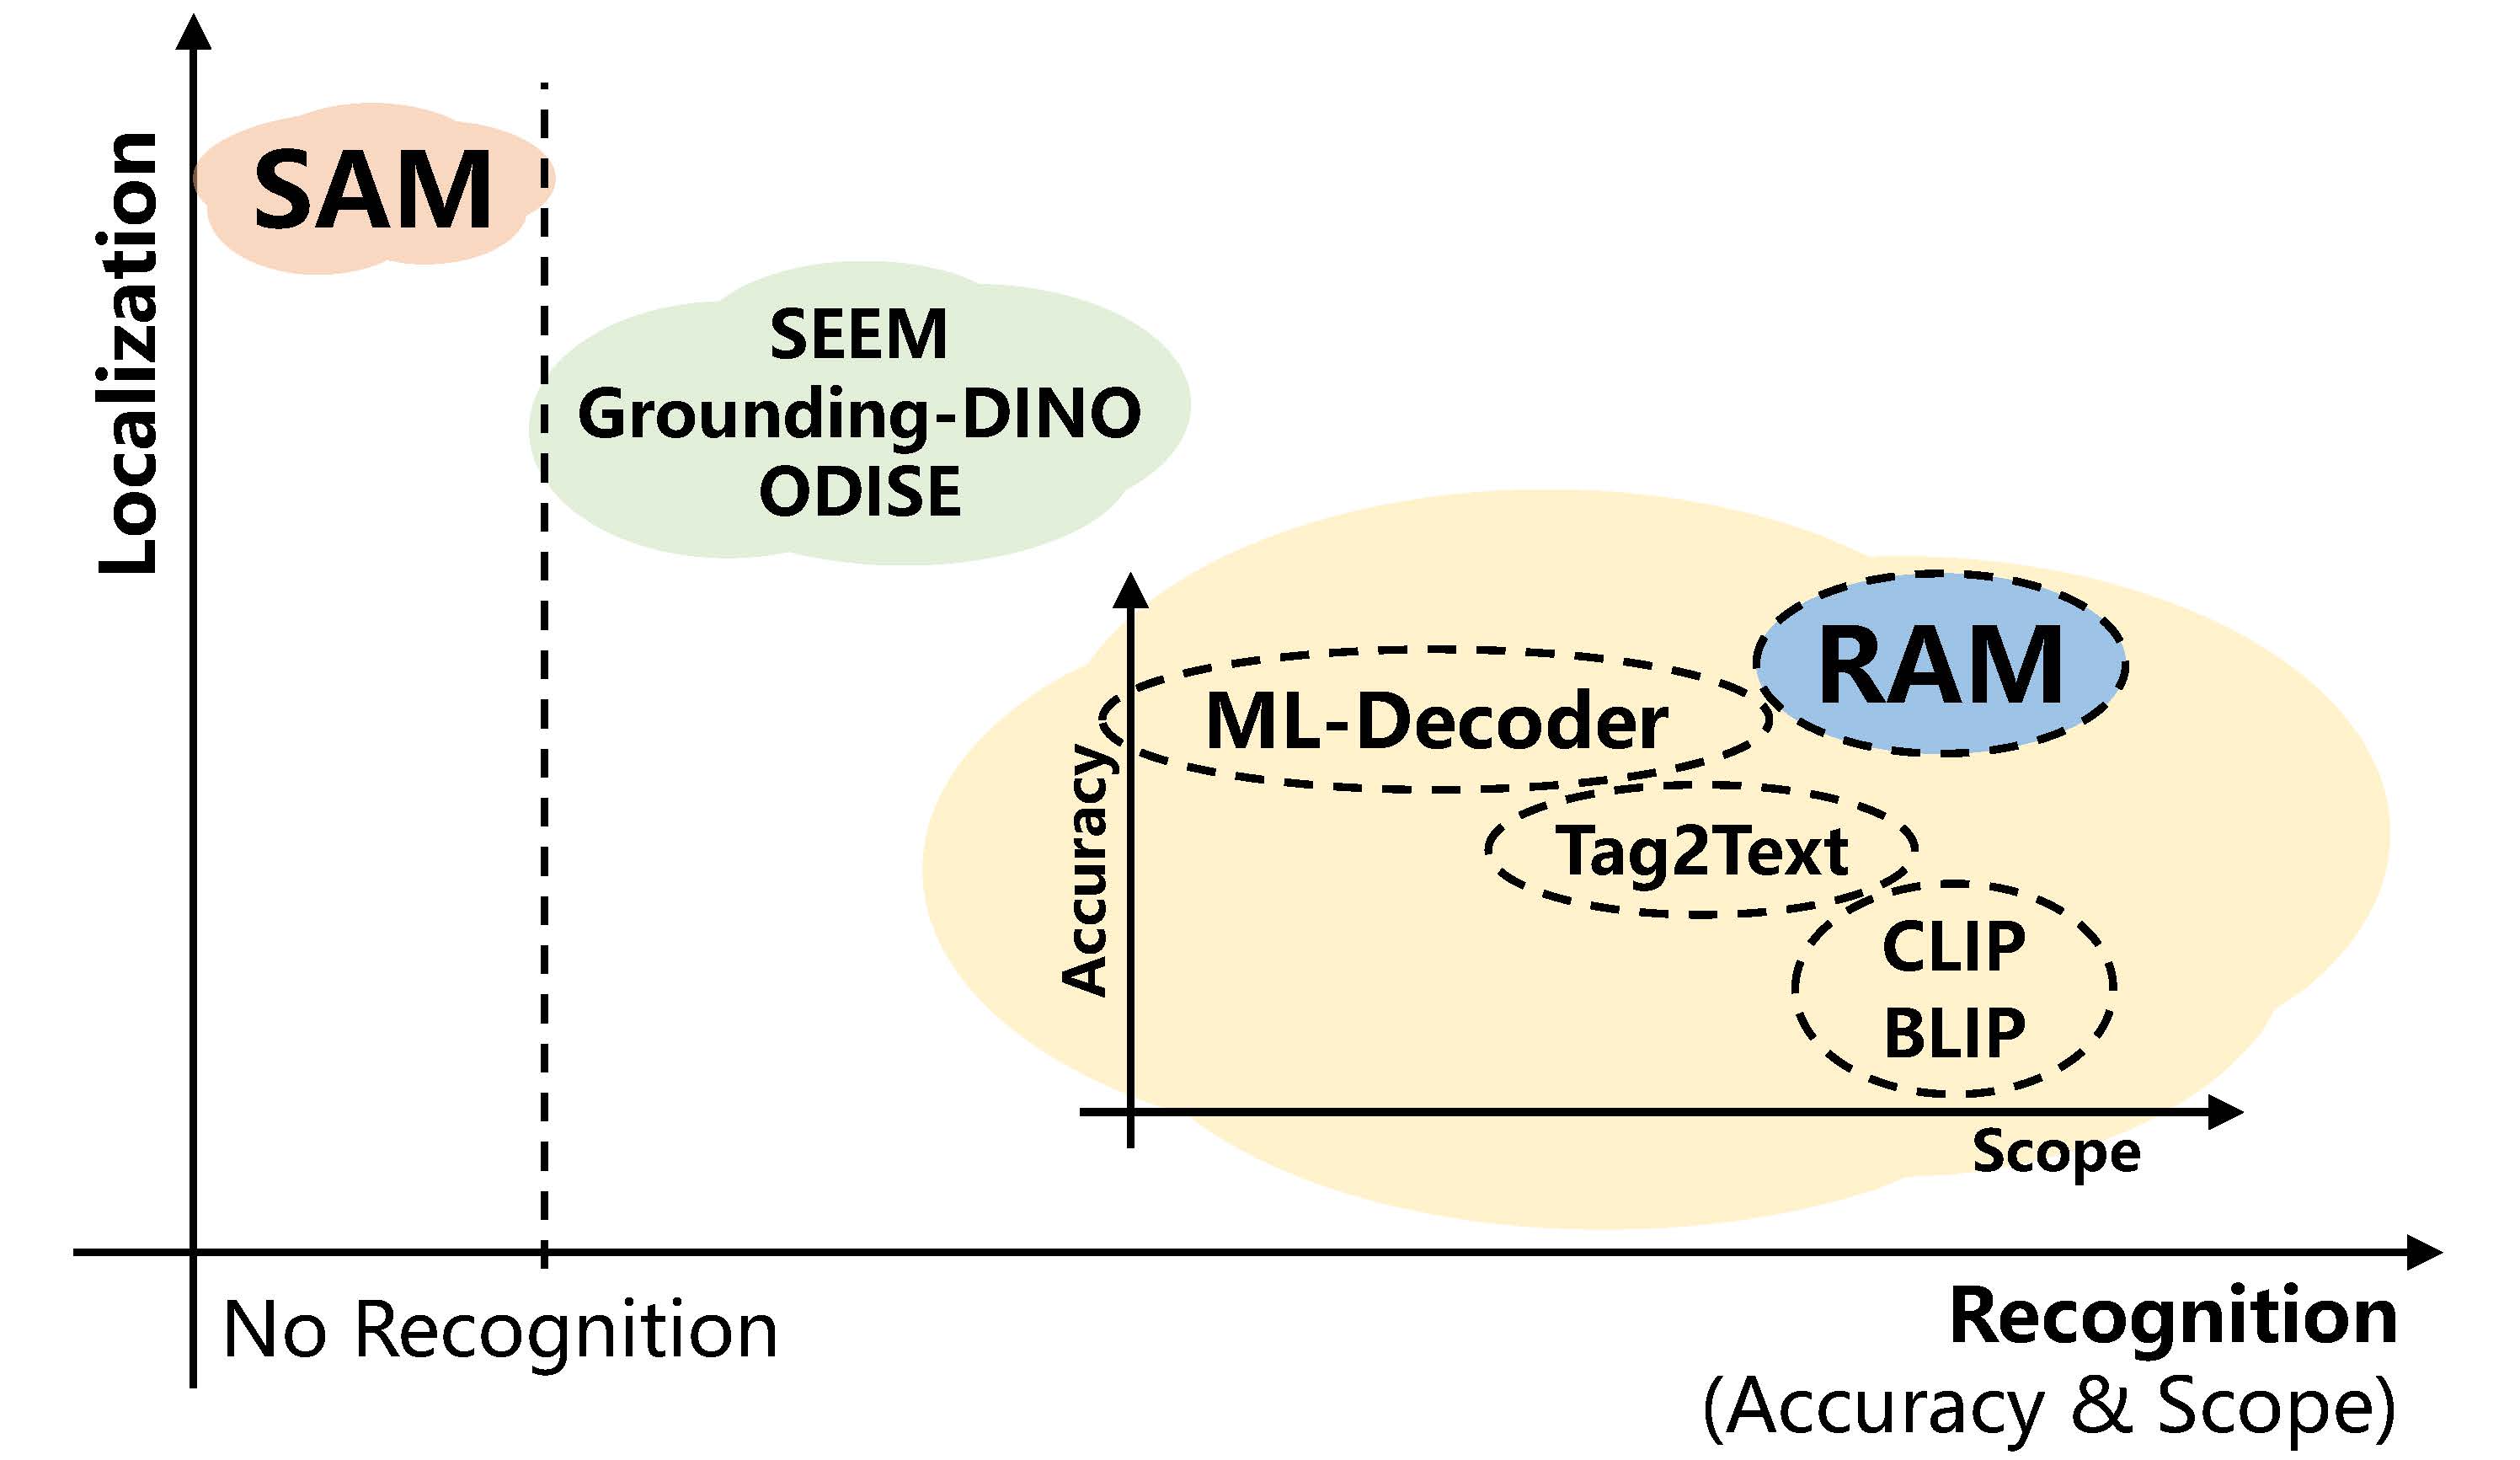 Localization
SAM
SEEM
Grounding-DINO
ODISE
RAM
ML-Decoder
Accuracy
Tag2Text
CLIP
BLIP
Scope
No Recognition
Recognition
(Accuracy & Scope)